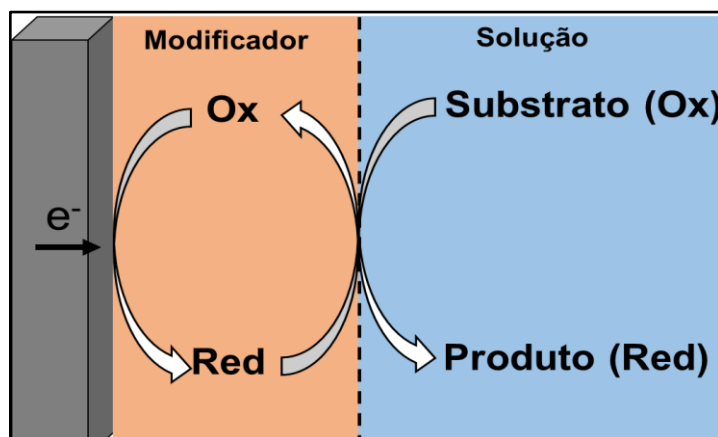 Modificador
Solução
Ox
Substrato (Ox)
e-
Red
Produto (Red)